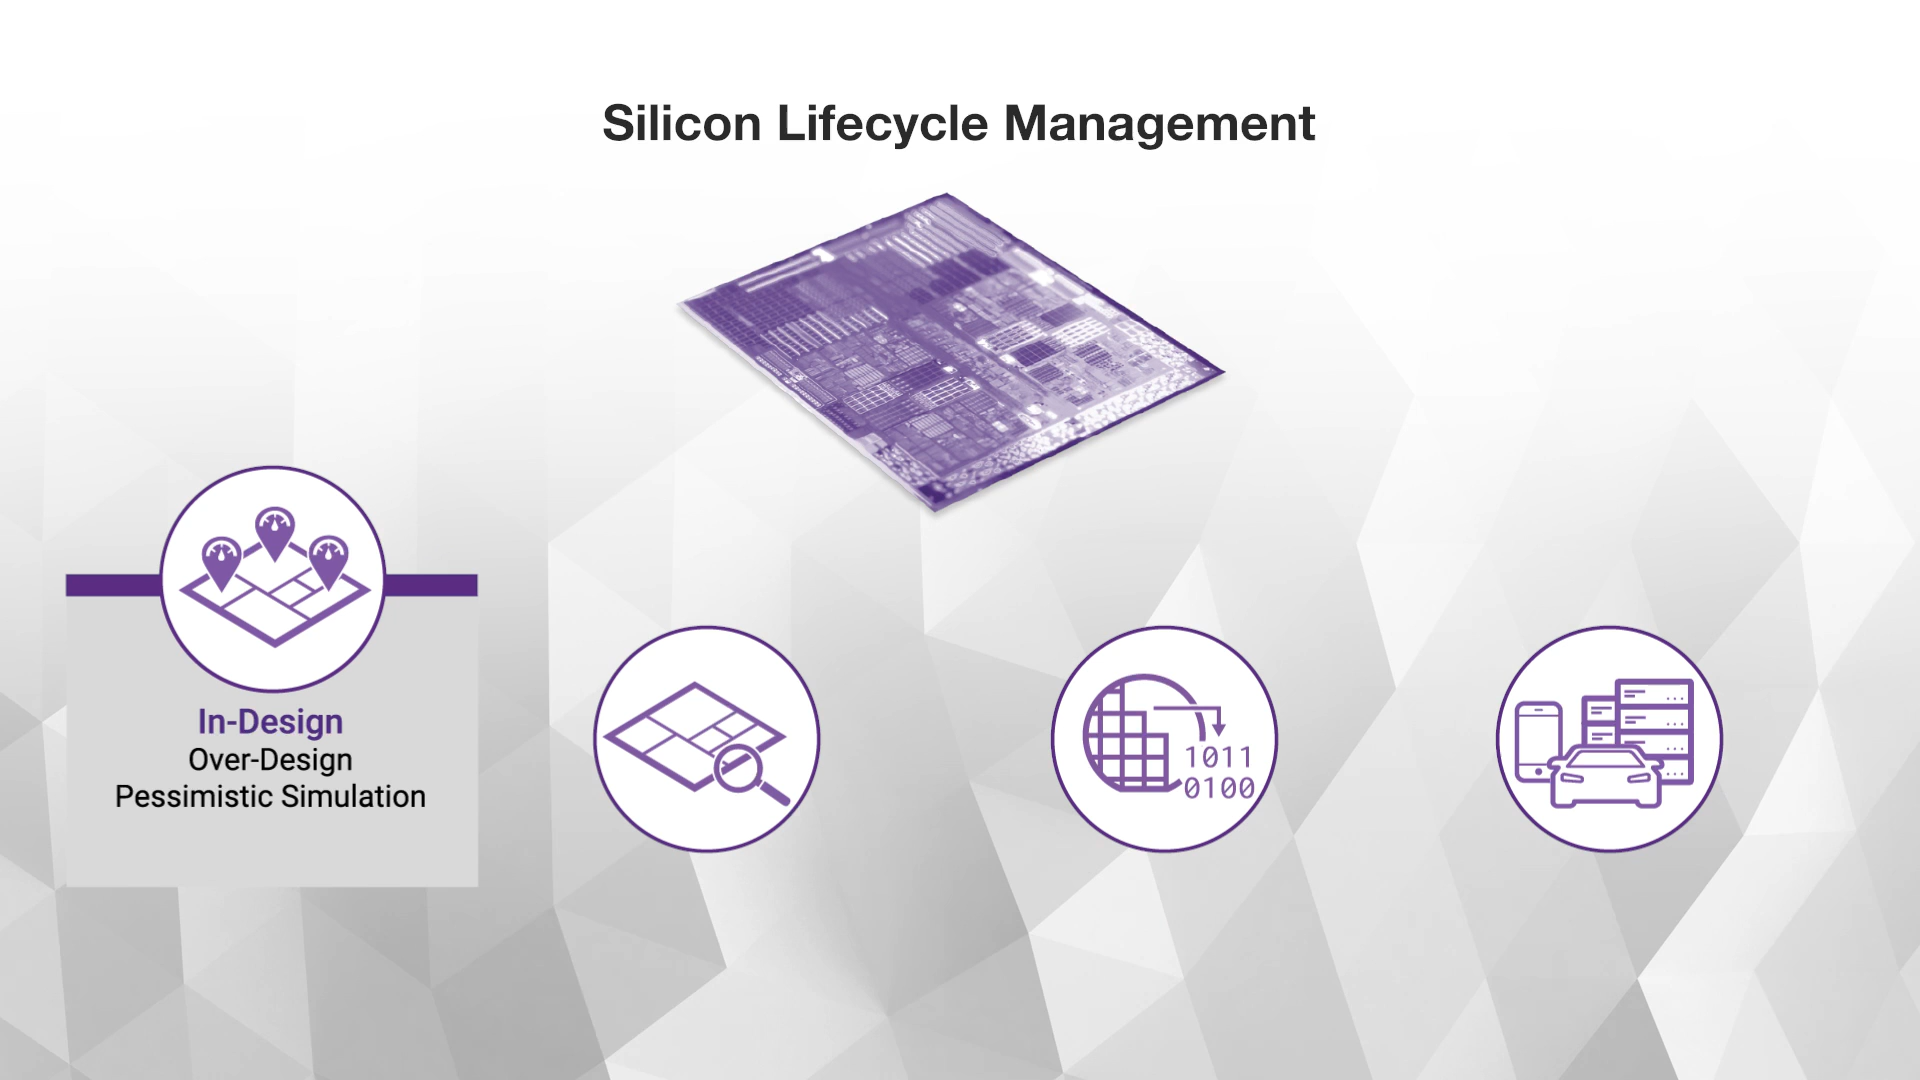 Silicon Lifecycle Management
In-Design
Over-Design
Pessimistic Simulation
1011
0100